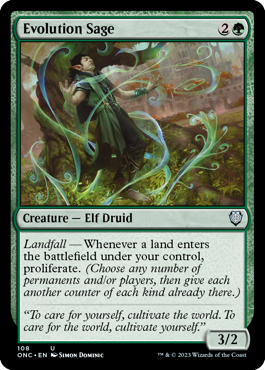 Evolution Sage 2
Creature — Elf Druid
Landfall — Whenever a land enters
the battlefield under your control,
proliferate. (Choose any number of
permanents and/or players, then give each
another counter of each kind already there.)
“To care for yourself, cultivate the world. To
care for the world, cultivate yourself.”
3/2
108 U
ONC • EN SIMON DOMINIC ™ & © 2023 Wizards of the Coast